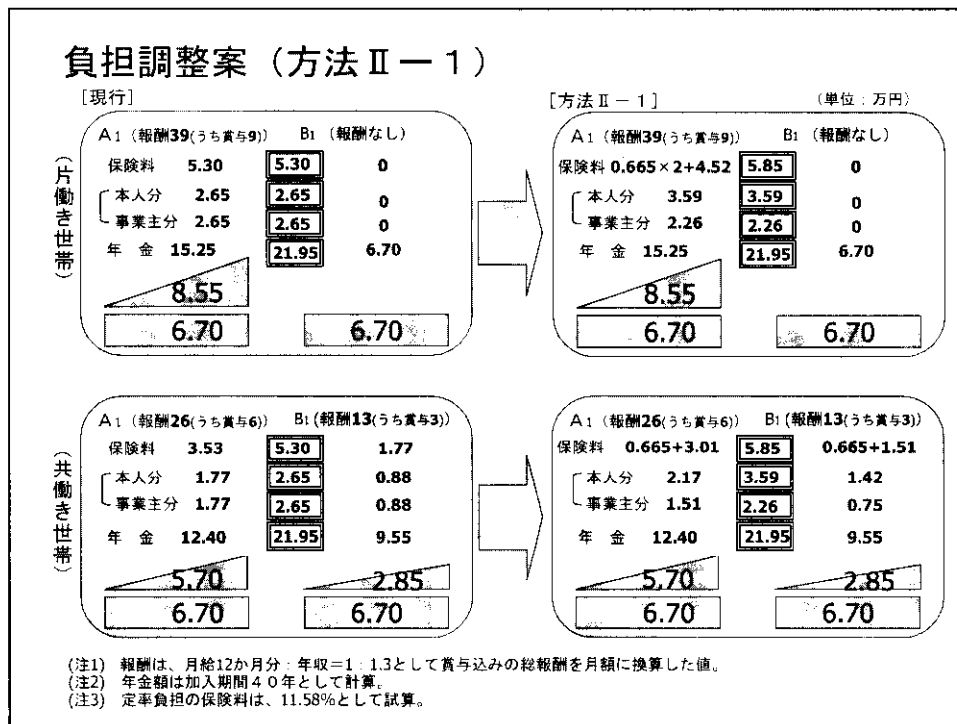 負担調整案（方法Ⅱ－１）
[現行]
[方法Ⅱ－１]
（単位：万円）
(片働き世帯)
A1（報酬39(うち賞与9)） B1（報酬なし）
保険料 5.30 5.30 0
本人分 2.65 2.65 0
事業主分 2.65 2.65 0
年 金 15.25 21.95 6.70
8.55
6.70 6.70
A1（報酬39(うち賞与9)） B1（報酬なし）
保険料 0.665×2+4.52 5.85 0
本人分 3.59 3.59 0
事業主分 2.26 2.26 0
年 金 15.25 21.95 6.70
8.55
6.70 6.70
(共働き世帯)
A1（報酬26(うち賞与6)） B1(報酬13(うち賞与3))
保険料 3.53 5.30 1.77
本人分 1.77 2.65 0.88
事業主分 1.77 2.65 0.88
年 金 12.40 21.95 9.55
5.70 2.85
6.70 6.70
A1（報酬26(うち賞与6)） B1(報酬13(うち賞与3))
保険料 0.665+3.01 5.85 0.665+1.51
本人分 2.17 3.59 1.42
事業主分 1.51 2.26 0.75
年 金 12.40 21.95 9.55
5.70 2.85
6.70 6.70
(注1) 報酬は、月給12か月分：年収＝1：1.3として賞与込みの総報酬を月額に換算した値。
(注2) 年金額は加入期間４０年として計算。
(注3) 定率負担の保険料は、11.58%として試算。